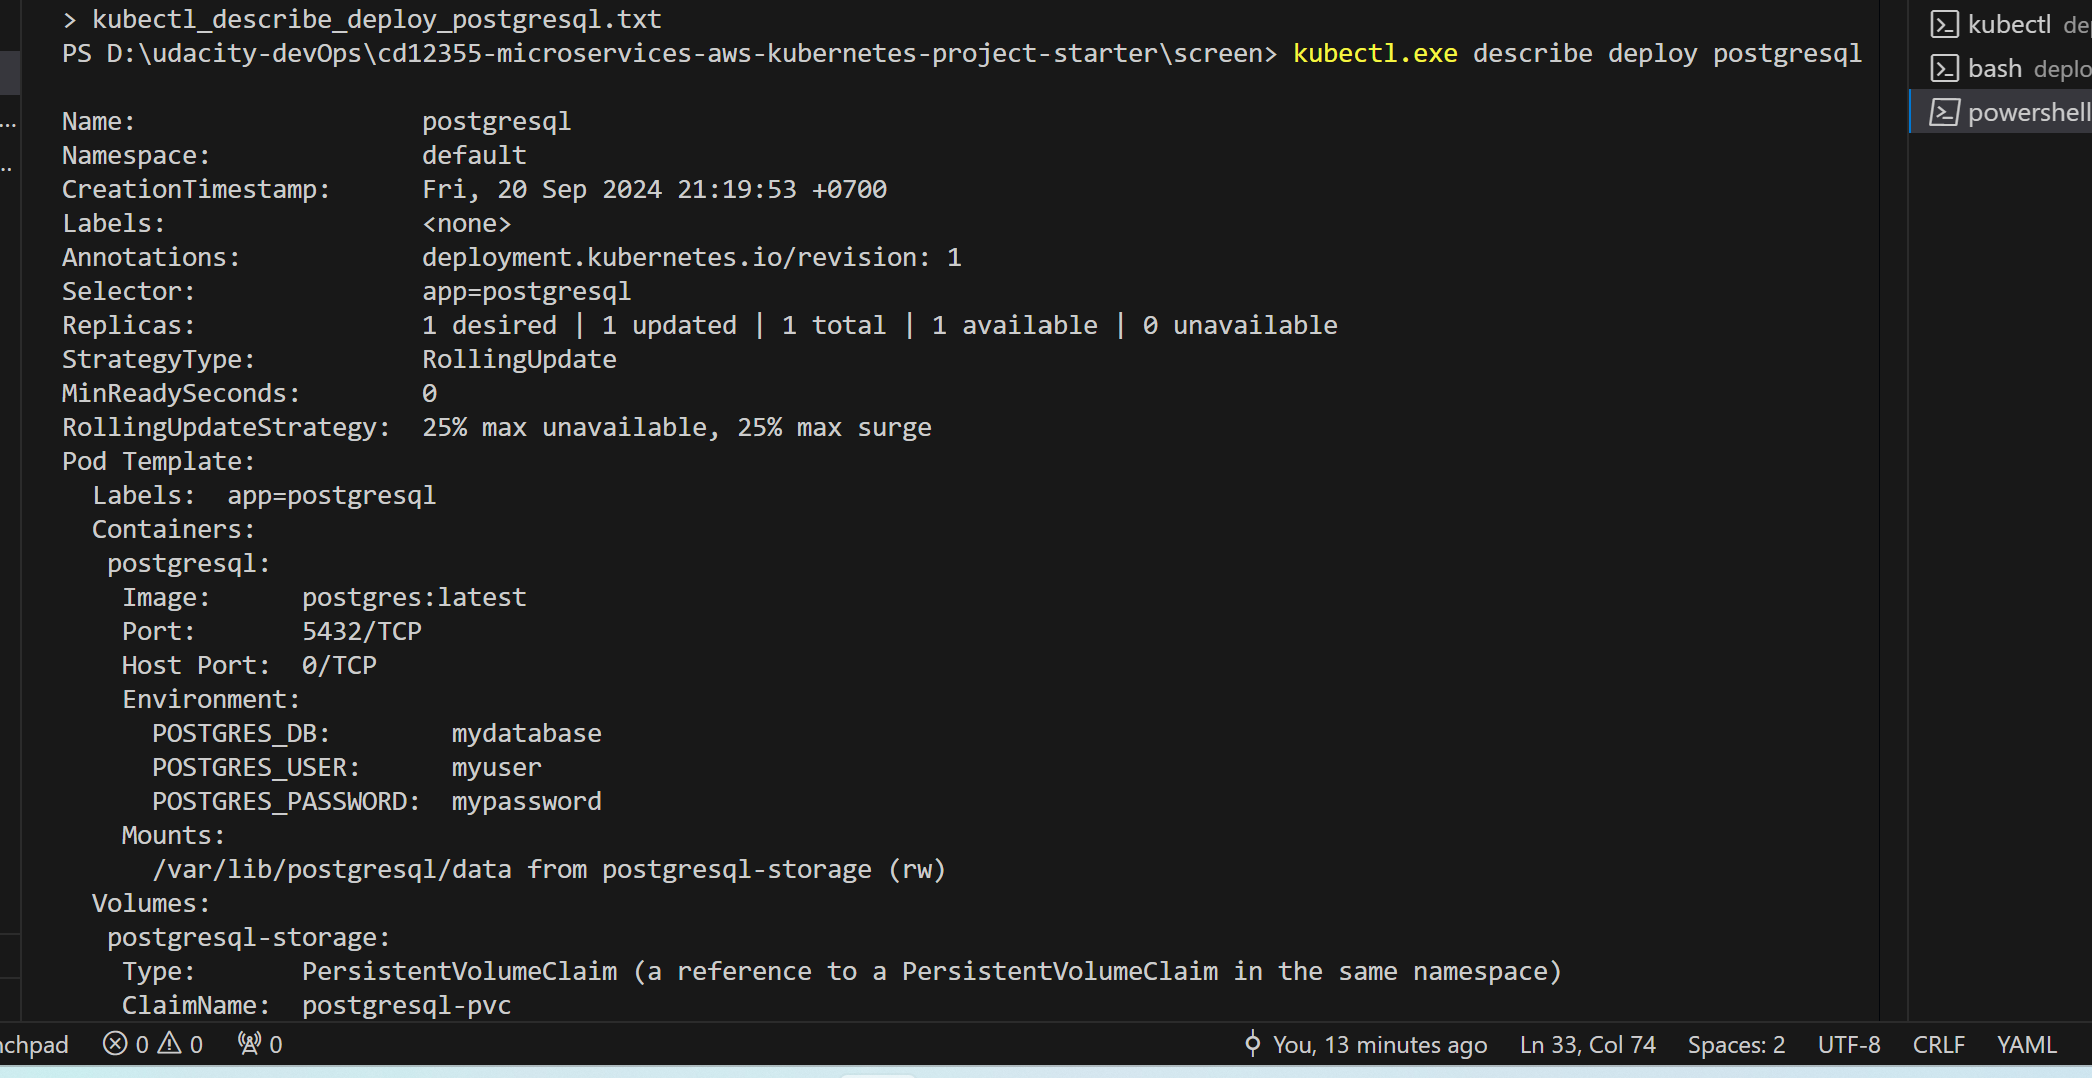 > kubectl_describe_deploy_postgresql.txt
PS D:\udacity-devOps\cd12355-microservices-aws-kubernetes-project-starter\screen> kubectl.exe describe deploy postgresql
Name:                   postgresql
Namespace:              default
CreationTimestamp:      Fri, 20 Sep 2024 21:19:53 +0700
Labels:                 <none>
Annotations:            deployment.kubernetes.io/revision: 1
Selector:               app=postgresql
Replicas:               1 desired | 1 updated | 1 total | 1 available | 0 unavailable
StrategyType:           RollingUpdate
MinReadySeconds:        0
RollingUpdateStrategy:  25% max unavailable, 25% max surge
Pod Template:
  Labels:  app=postgresql
  Containers:
   postgresql:
    Image:      postgres:latest
    Port:       5432/TCP
    Host Port:  0/TCP
    Environment:
      POSTGRES_DB:        mydatabase
      POSTGRES_USER:      myuser
      POSTGRES_PASSWORD:  mypassword
    Mounts:
      /var/lib/postgresql/data from postgresql-storage (rw)
  Volumes:
   postgresql-storage:
    Type:       PersistentVolumeClaim (a reference to a PersistentVolumeClaim in the same namespace)
    ClaimName:  postgresql-pvc
kubectl
bash deplo
powershell
nchpad 0 0 0 You, 13 minutes ago Ln 33, Col 74 Spaces: 2 UTF-8 CRLF YAML